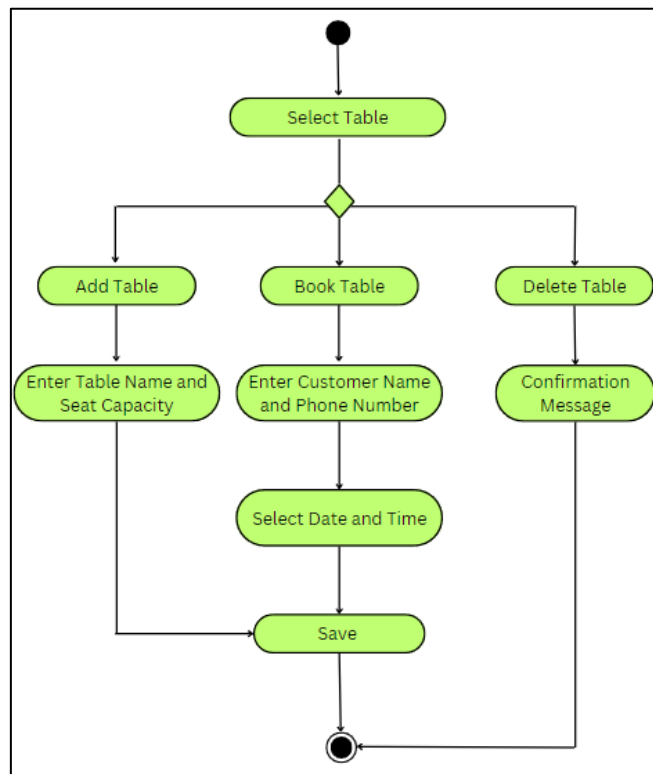 Select Table
Add Table
Book Table
Delete Table
Enter Table Name and
Seat Capacity
Enter Customer Name
and Phone Number
Confirmation
Message
Select Date and Time
Save